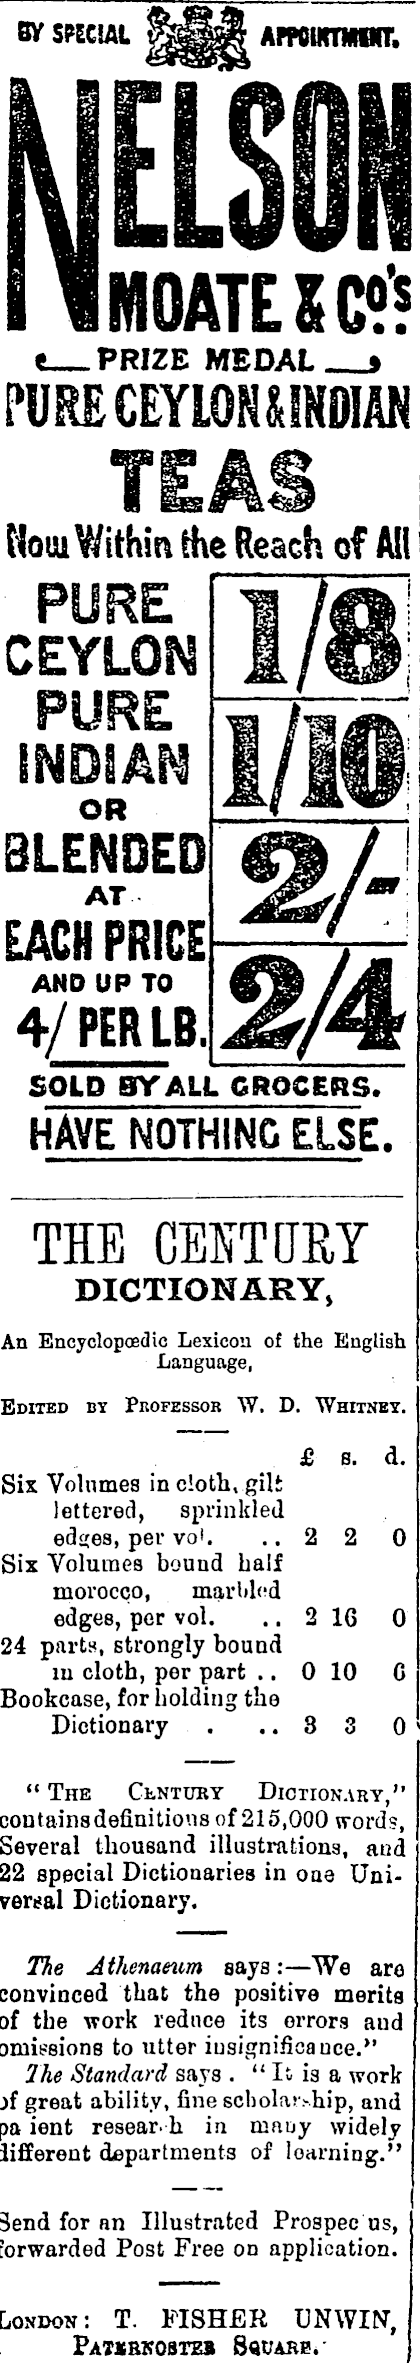 BY SPECIAL APPOINTMENT.
NELSON
MOATE & Co's
PRIZE MEDAL
PURE CEYLON & INDIAN
TEAS
Now Within the Reach of All
PURE
CEYLON
PURE
INDIAN
OR
BLENDED
AT
EACH PRICE
AND UP TO
4/ PER LB.
1/8
1/10
2/-
2/4
SOLD BY ALL GROCERS.
HAVE NOTHING ELSE.
THE CENTURY
DICTIONARY,
An Encyclopœdic Lexicon of the English
Language,
EDITED BY PROFESSOR W. D. WHITNEY.
£ s. d.
Six Volumes in cloth, gilt
lettered, sprinkled
edges, per vol. .. 2 2 0
Six Volumes bound half
morocco, marbled
edges, per vol. .. 2 16 0
24 parts, strongly bound
in cloth, per part .. 0 10 6
Bookcase, for holding the
Dictionary . .. 3 3 0
"THE CENTURY DICTIONARY,"
contains definitions of 215,000 words,
Several thousand illustrations, and
22 special Dictionaries in one Uni-
versal Dictionary.
The Athenaeum says:—We are
convinced that the positive merits
of the work reduce its errors and
omissions to utter insignificance."
The Standard says. "It is a work
of great ability, fine scholarship, and
pa ient research in many widely
different departments of learning."
Send for an Illustrated Prospec us,
forwarded Post Free on application.
LONDON: T. FISHER UNWIN,
PATERNOSTER SQUARE.